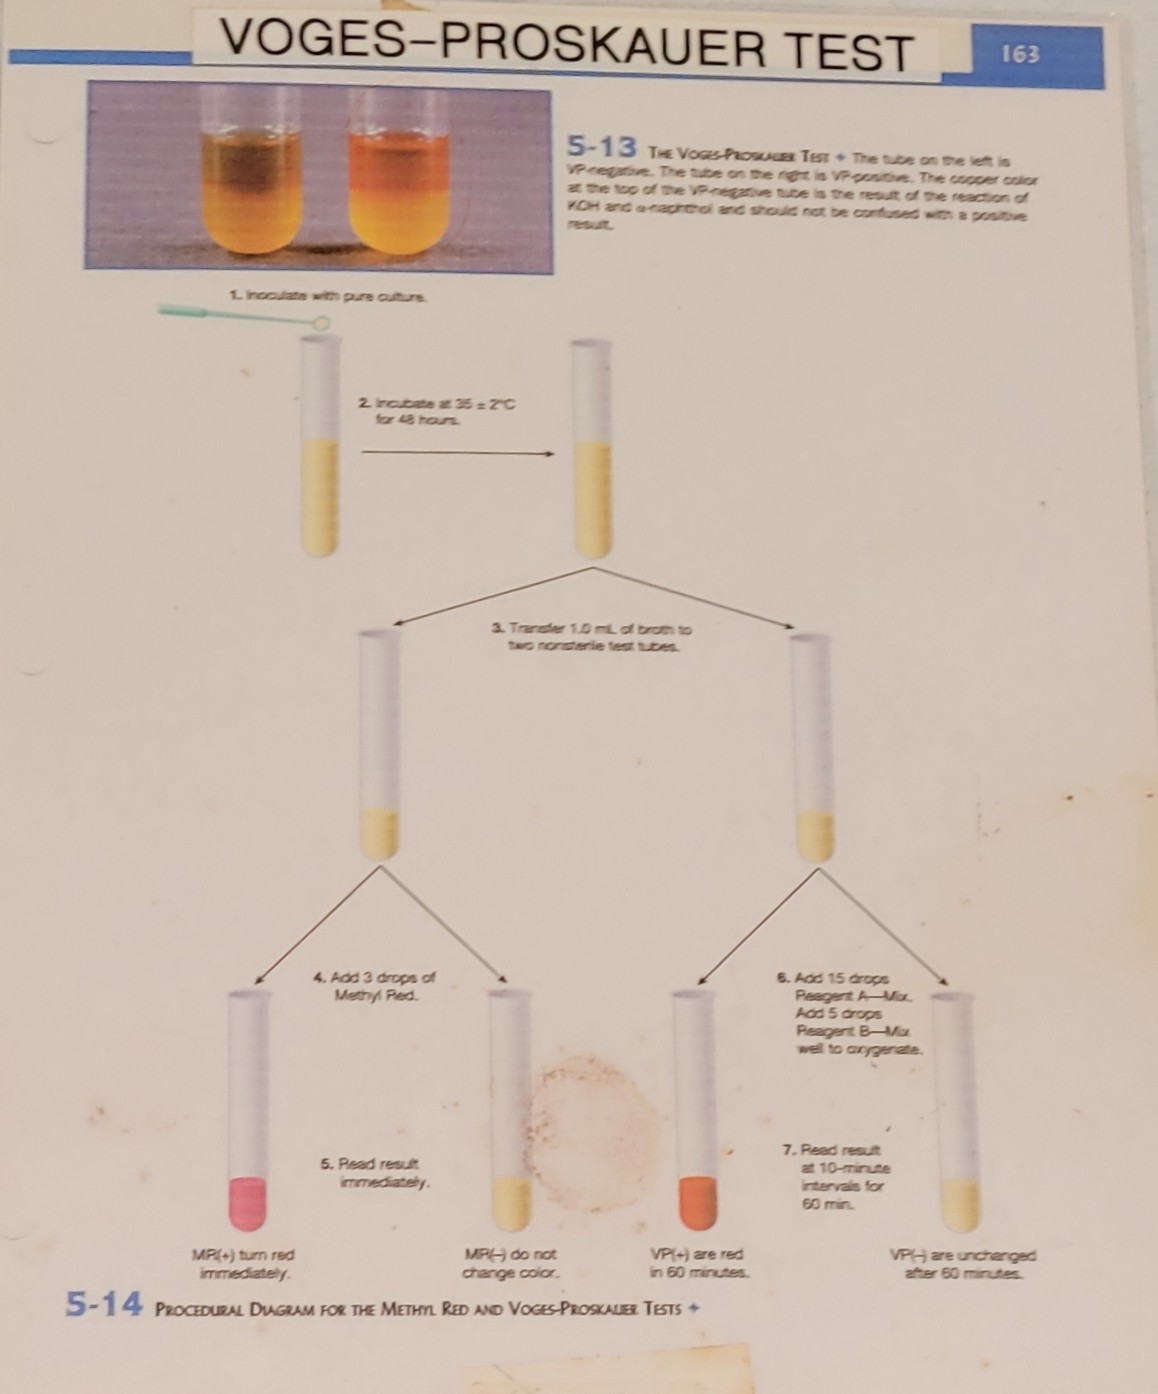 VOGES–PROSKAUER TEST
163
5-13 THE VOGES-PROSKAUER TEST + The tube on the left is
VP-negative. The tube on the right is VP-positive. The copper color
at the top of the VP-negative tube is the result of the reaction of
KOH and α-naphthol and should not be confused with a positive
result.
1. Inoculate with pure culture.
2. Incubate at 35 ± 2°C
for 48 hours.
3. Transfer 1.0 mL of broth to
two nonsterile test tubes.
4. Add 3 drops of
Methyl Red.
6. Add 15 drops
Reagent A—Mix.
Add 5 drops
Reagent B—Mix
well to oxygenate.
5. Read result
immediately.
7. Read result
at 10-minute
intervals for
60 min.
MR(+) turn red
immediately.
MR(–) do not
change color.
VP(+) are red
in 60 minutes.
VP(–) are unchanged
after 60 minutes.
5-14 PROCEDURAL DIAGRAM FOR THE METHYL RED AND VOGES-PROSKAUER TESTS +